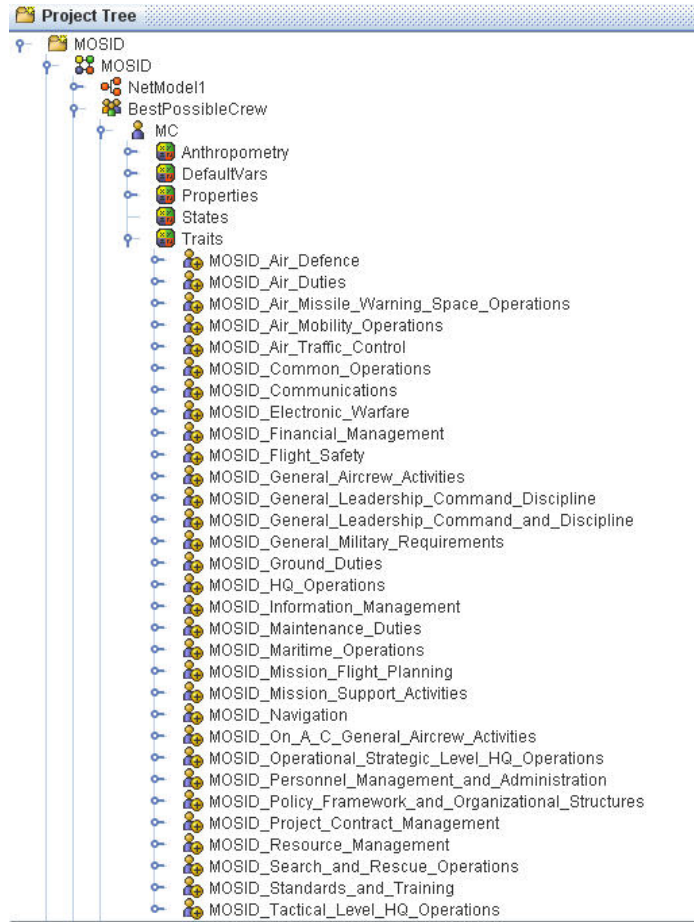 Project Tree
MOSID
MOSID
NetModel1
BestPossibleCrew
MC
Anthropometry
DefaultVars
Properties
States
Traits
MOSID_Air_Defence
MOSID_Air_Duties
MOSID_Air_Missile_Warning_Space_Operations
MOSID_Air_Mobility_Operations
MOSID_Air_Traffic_Control
MOSID_Common_Operations
MOSID_Communications
MOSID_Electronic_Warfare
MOSID_Financial_Management
MOSID_Flight_Safety
MOSID_General_Aircrew_Activities
MOSID_General_Leadership_Command_Discipline
MOSID_General_Leadership_Command_and_Discipline
MOSID_General_Military_Requirements
MOSID_Ground_Duties
MOSID_HQ_Operations
MOSID_Information_Management
MOSID_Maintenance_Duties
MOSID_Maritime_Operations
MOSID_Mission_Flight_Planning
MOSID_Mission_Support_Activities
MOSID_Navigation
MOSID_On_A_C_General_Aircrew_Activities
MOSID_Operational_Strategic_Level_HQ_Operations
MOSID_Personnel_Management_and_Administration
MOSID_Policy_Framework_and_Organizational_Structures
MOSID_Project_Contract_Management
MOSID_Resource_Management
MOSID_Search_and_Rescue_Operations
MOSID_Standards_and_Training
MOSID_Tactical_Level_HQ_Operations